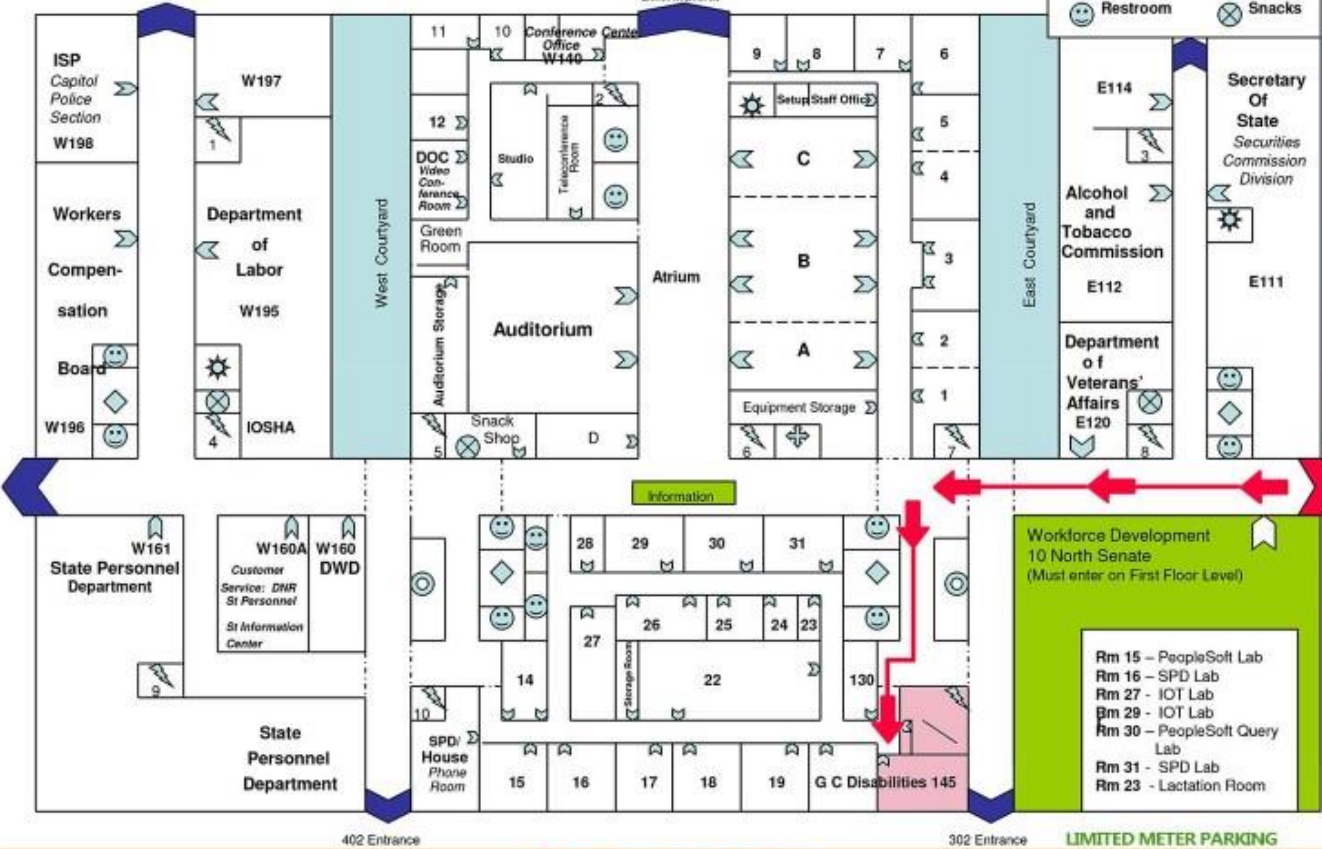 Restroom
Snacks
ISP
Capitol
Police
Section
W198
W197
1
Workers
Compen-
sation
Board
W196
Department
of
Labor
W195
4
IOSHA
West Courtyard
11
10
Conference Center
Office
W140
2
12
DOC
Video
Con-
ference
Room
Green
Room
Studio
Teleconference
Room
Auditorium Storage
Auditorium
5
Snack
Shop
D
Atrium
9
8
7
6
Setup
Staff Office
C
5
4
B
3
A
2
1
Equipment Storage
6
7
East Courtyard
E114
3
Alcohol
and
Tobacco
Commission
E112
Department
o f
Veterans'
Affairs
E120
8
Secretary
Of
State
Securities
Commission
Division
E111
Information
W161
State Personnel
Department
9
W160A
Customer
Service: DNR
St Personnel
St Information
Center
W160
DWD
State
Personnel
Department
10
SPD/
House
Phone
Room
14
28
29
30
31
27
26
25
24
23
Storage Room
22
130
15
16
17
18
19
G C Disabilities 145
Workforce Development
10 North Senate
(Must enter on First Floor Level)
Rm 15 – PeopleSoft Lab
Rm 16 – SPD Lab
Rm 27 - IOT Lab
Rm 29 - IOT Lab
Rm 30 – PeopleSoft Query
Lab
Rm 31 - SPD Lab
Rm 23 - Lactation Room
402 Entrance
302 Entrance
LIMITED METER PARKING